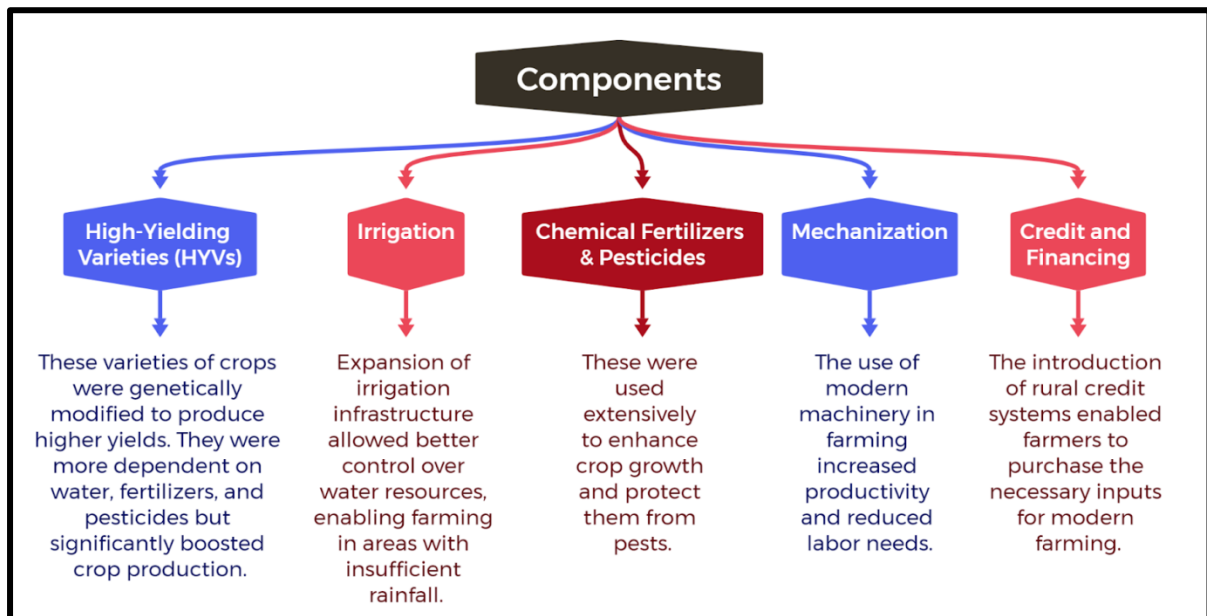 Components
High-Yielding
Varieties (HYVs)
Irrigation
Chemical Fertilizers
& Pesticides
Mechanization
Credit and
Financing
These varieties of crops
were genetically
modified to produce
higher yields. They were
more dependent on
water, fertilizers, and
pesticides but
significantly boosted
crop production.
Expansion of
irrigation
infrastructure
allowed better
control over
water resources,
enabling farming
in areas with
insufficient
rainfall.
These were
used
extensively
to enhance
crop growth
and protect
them from
pests.
The use of
modern
machinery in
farming
increased
productivity
and reduced
labor needs.
The introduction
of rural credit
systems enabled
farmers to
purchase the
necessary inputs
for modern
farming.